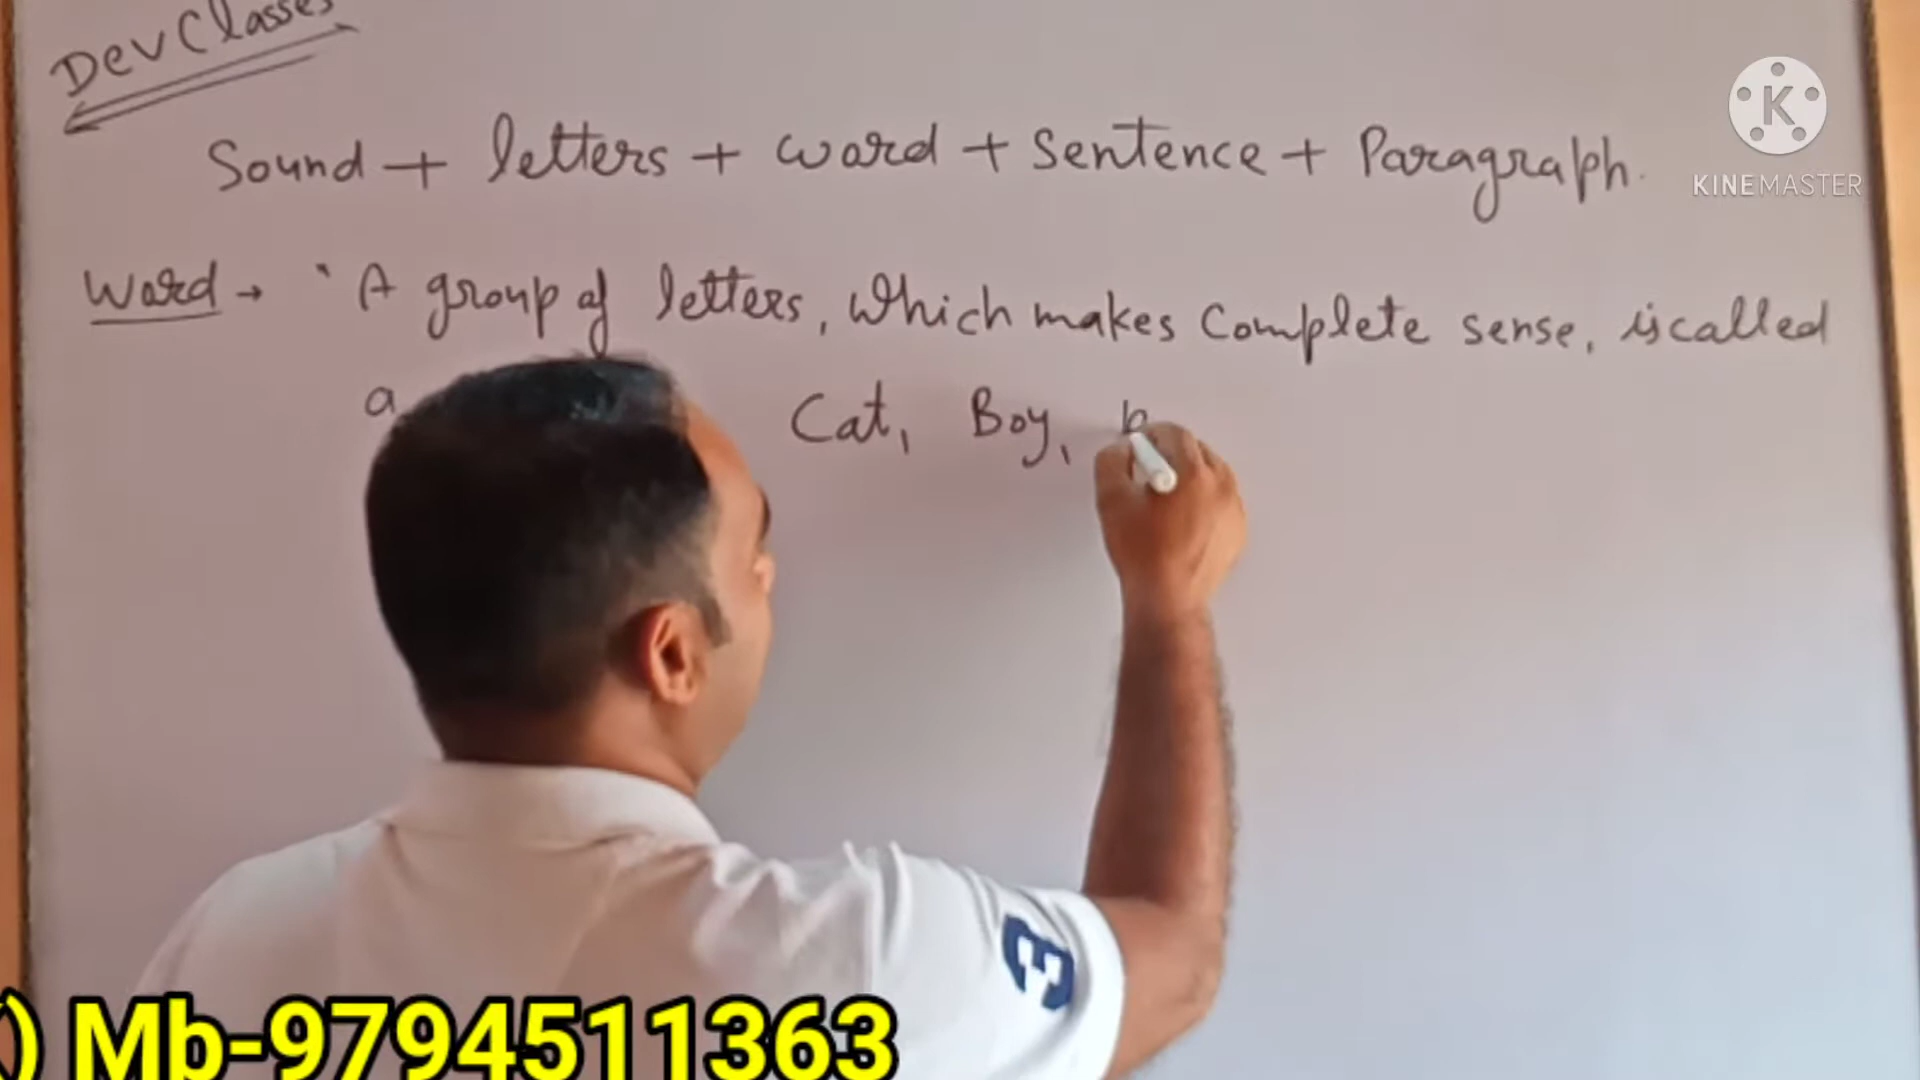 Dev Classes
Sound + letters + word + Sentence + Paragraph.
KINEMASTER
Word → ‘A group of letters, which makes Complete sense, is called
a Cat, Boy, b
3
) Mb-9794511363